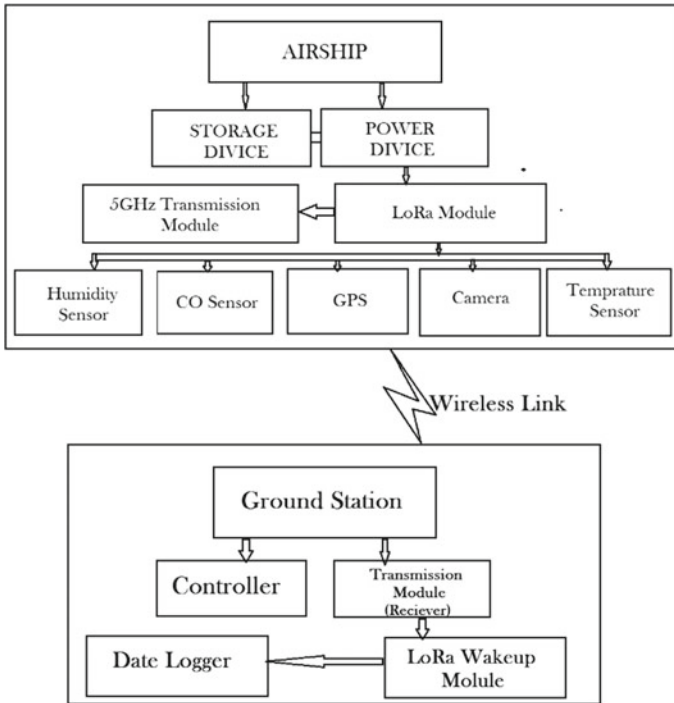 AIRSHIP
STORAGE
DIVICE
POWER
DIVICE
5GHz Transmission
Module
LoRa Module
Humidity
Sensor
CO Sensor
GPS
Camera
Temprature
Sensor
Wireless Link
Ground Station
Controller
Transmission
Module
(Reciever)
Date Logger
LoRa Wakeup
Molule